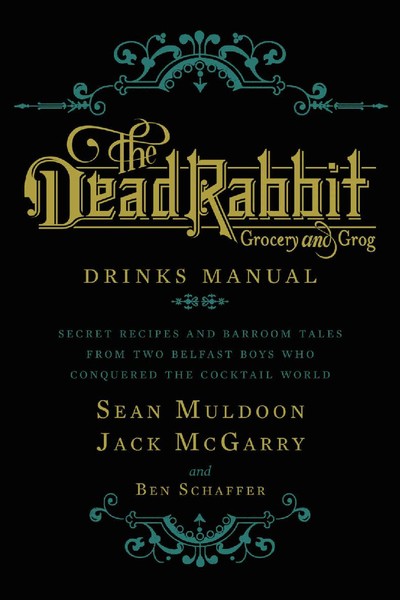 The
Dead Rabbit
Grocery and Grog
DRINKS MANUAL
SECRET RECIPES AND BARROOM TALES
FROM TWO BELFAST BOYS WHO
CONQUERED THE COCKTAIL WORLD
SEAN MULDOON
JACK MCGARRY
and
BEN SCHAFFER